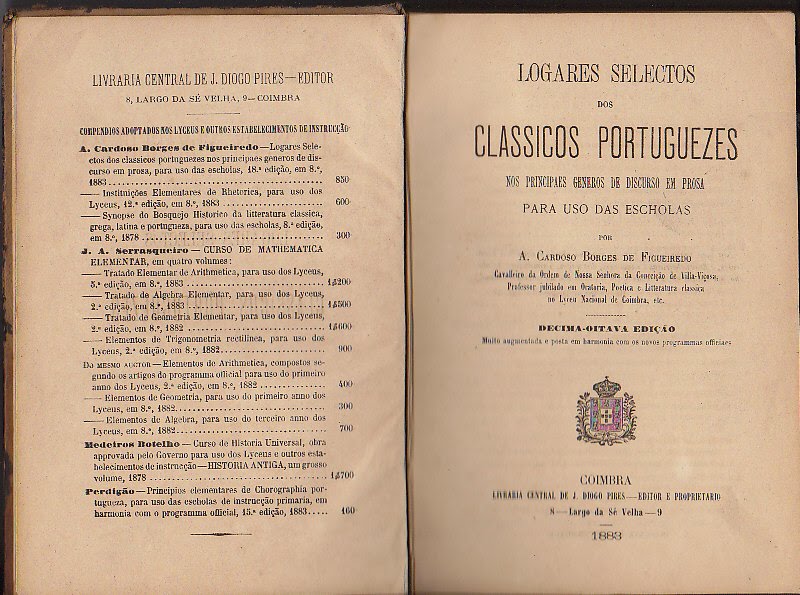 LIVRARIA CENTRAL DE J. DIOGO PIRES—EDITOR
8, LARGO DA SÉ VELHA, 9—COIMBRA
COMPENDIOS ADOPTADOS NOS LYCEUS E OUTROS ESTABELECIMENTOS DE INSTRUCÇÃO
A. Cardoso Borges de Figueiredo—Logares Sele-
ctos dos classicos portuguezes nos principaes generos de dis-
curso em prosa, para uso das escholas, 18.ª edição, em 8.º,
1883 850
—— Instituições Elementares de Rhetorica, para uso dos
Lyceus, 12.ª edição, em 8.º, 1883 600
—— Synopse do Bosquejo Historico da litteratura classica,
grega, latina e portugueza, para uso das escholas, 8.ª edição,
em 8.º, 1878 300
J. A. Serrasqueiro — CURSO DE MATHEMATICA
ELEMENTAR, em quatro volumes:
—— Tratado Elementar de Arithmetica, para uso dos Lyceus,
5.ª edição, em 8.º, 1883 1$200
—— Tratado de Algebra Elementar, para uso dos Lyceus,
2.ª edição, em 8.º, 1883 1$500
—— Tratado de Geometria Elementar, para uso dos Lyceus,
2.ª edição, em 8.º, 1882 1$600
—— Elementos de Trigonometria rectilinea, para uso dos
Lyceus, 2.ª edição, em 8.º, 1882 900
DO MESMO AUCTOR—Elementos de Arithmetica, compostos se-
gundo os artigos do programma official para uso do primeiro
anno dos Lyceus, 2.ª edição, em 8.º, 1882 400
—— Elementos de Geometria, para uso do primeiro anno dos
Lyceus, em 8.º, 1882 300
—— Elementos de Algebra, para uso do terceiro anno dos
Lyceus, em 8.º, 1882 700
Medeiros Botelho — Curso de Historia Universal, obra
approvada pelo Governo para uso dos Lyceus e outros esta-
belecimentos de instrucção—HISTORIA ANTIGA, um grosso
volume, 1878 1$700
Perdigão—Principios elementares de Chorographia por-
tugueza, para uso das escholas de instrucção primaria, em
harmonia com o programma official, 15.ª edição, 1883 160
LOGARES SELECTOS
DOS
CLASSICOS PORTUGUEZES
NOS PRINCIPAES GENEROS DE DISCURSO EM PROSA
PARA USO DAS ESCHOLAS
POR
A. CARDOSO BORGES DE FIGUEIREDO
Cavalleiro da Ordem de Nossa Senhora da Conceição de Villa-Viçosa,
Professor jubilado em Oratoria, Poetica e Litteratura classica
no Lyceu Nacional de Coimbra, etc.
DECIMA-OITAVA EDIÇÃO
Muito augmentada e posta em harmonia com os novos programmas officiaes
COIMBRA
LIVRARIA CENTRAL DE J. DIOGO PIRES—EDITOR E PROPRIETARIO
8—Largo da Sé Velha—9
1883